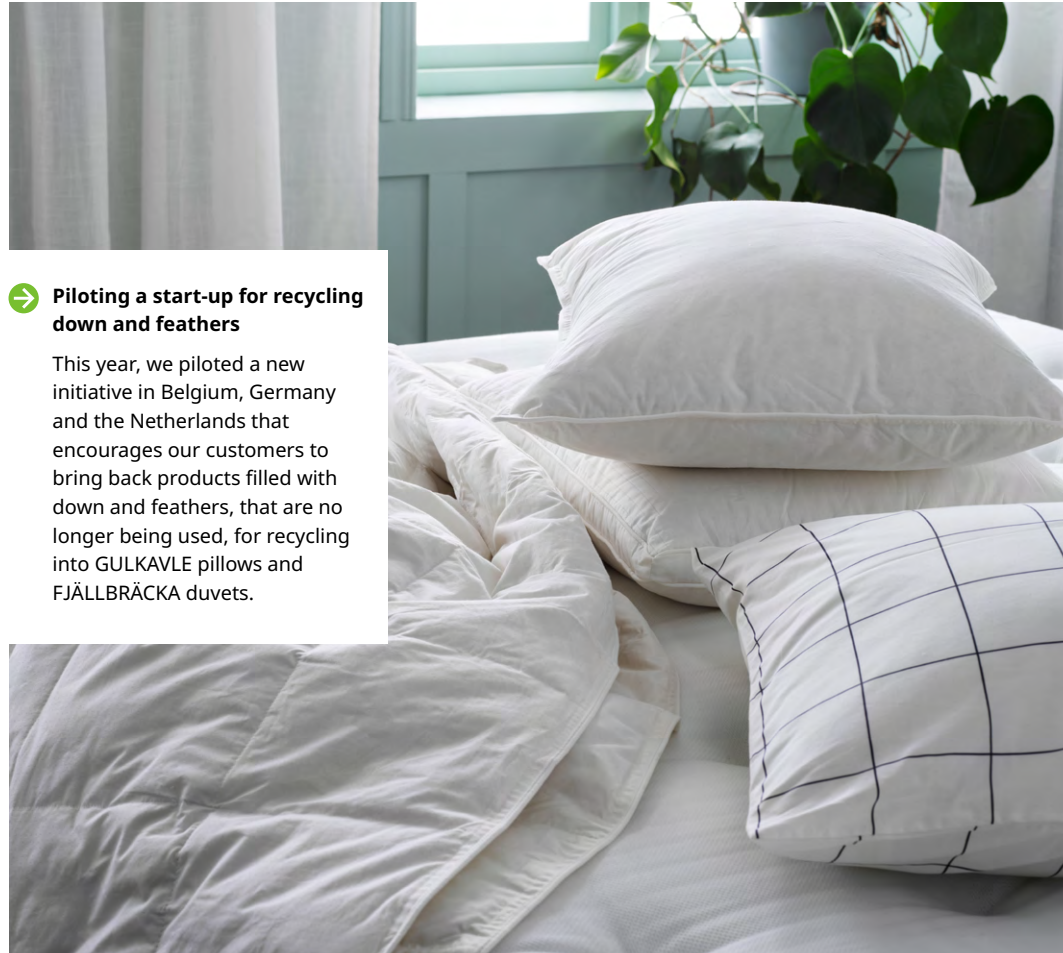 Piloting a start-up for recycling
down and feathers
This year, we piloted a new
initiative in Belgium, Germany
and the Netherlands that
encourages our customers to
bring back products filled with
down and feathers, that are no
longer being used, for recycling
into GULKAVLE pillows and
FJÄLLBRÄCKA duvets.